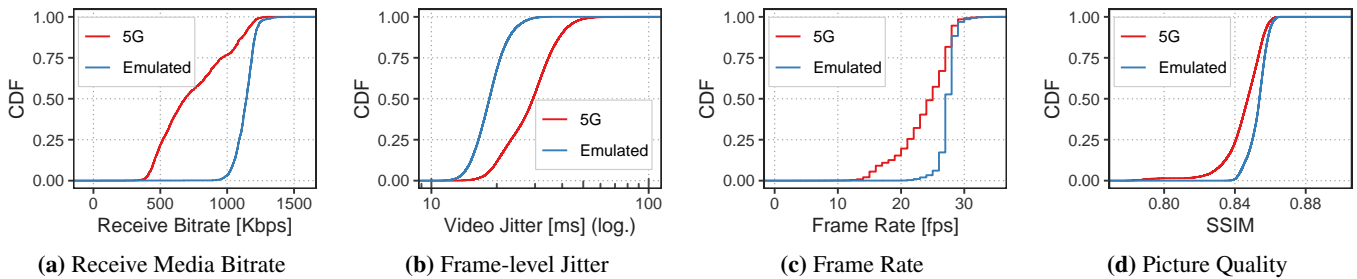 CDF
1.00
0.75
0.50
0.25
0.00
5G
Emulated
0
500
1000
1500
Receive Bitrate [Kbps]
(a) Receive Media Bitrate
CDF
1.00
0.75
0.50
0.25
0.00
5G
Emulated
10
100
Video Jitter [ms] (log.)
(b) Frame-level Jitter
CDF
1.00
0.75
0.50
0.25
0.00
5G
Emulated
0
10
20
30
Frame Rate [fps]
(c) Frame Rate
CDF
1.00
0.75
0.50
0.25
0.00
5G
Emulated
0.80
0.84
0.88
SSIM
(d) Picture Quality